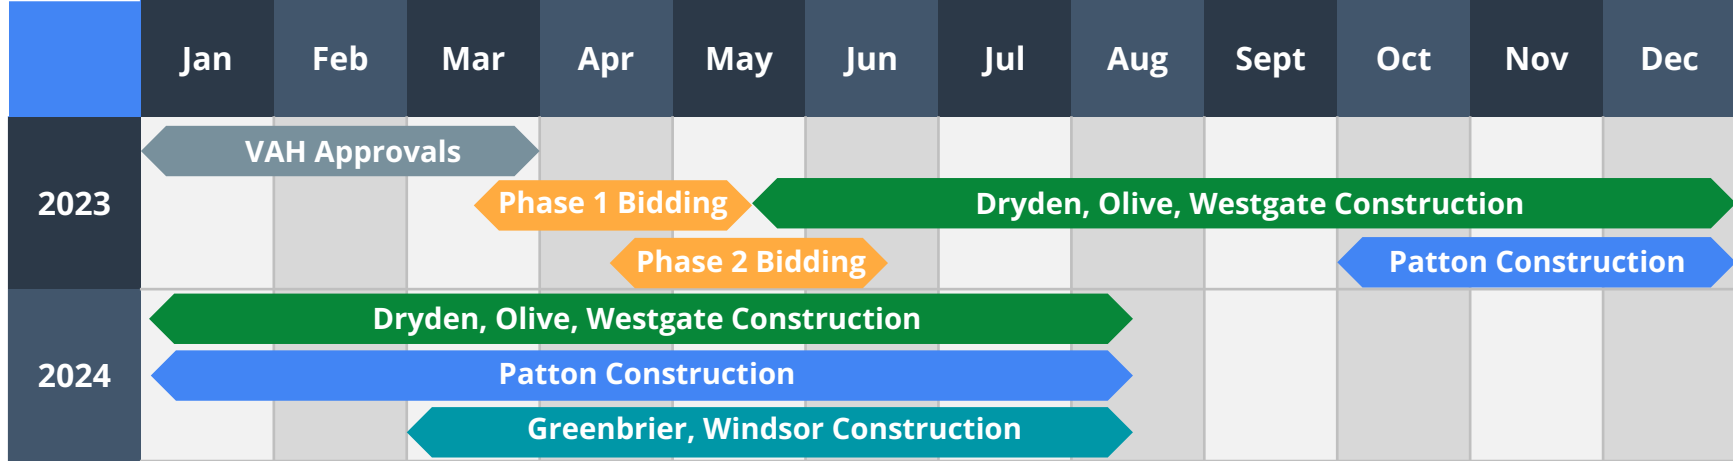 Jan Feb Mar Apr May Jun Jul Aug Sept Oct Nov Dec
2023
VAH Approvals
Phase 1 Bidding
Dryden, Olive, Westgate Construction
Phase 2 Bidding
Patton Construction
2024
Dryden, Olive, Westgate Construction
Patton Construction
Greenbrier, Windsor Construction